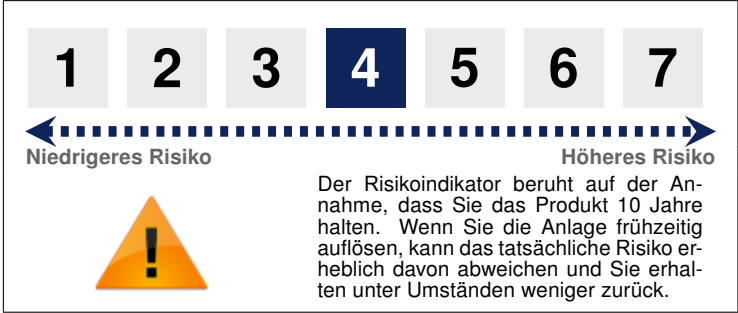 1 2 3 4 5 6 7
Niedrigeres Risiko Höheres Risiko
Der Risikoindikator beruht auf der An-
nahme, dass Sie das Produkt 10 Jahre
halten. Wenn Sie die Anlage frühzeitig
auflösen, kann das tatsächliche Risiko er-
heblich davon abweichen und Sie erhal-
ten unter Umständen weniger zurück.